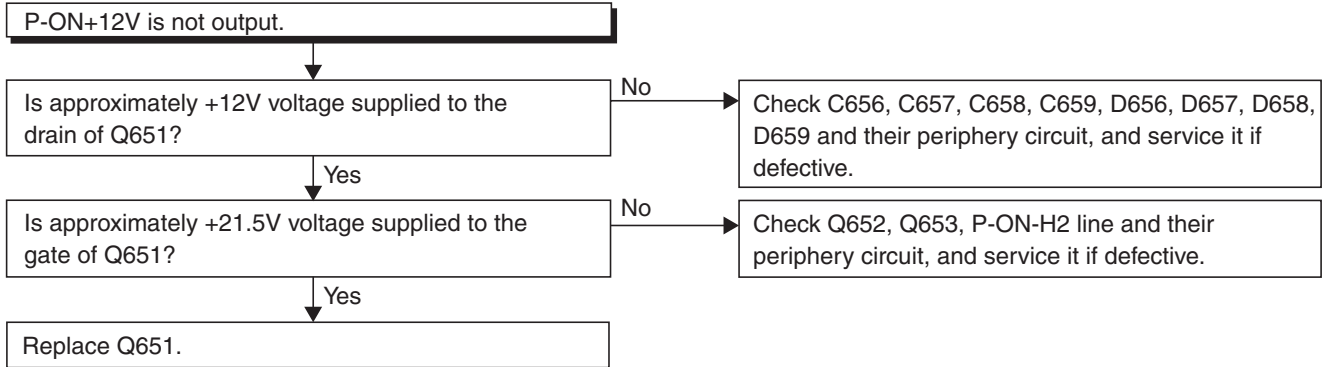 P-ON+12V is not output.
Is approximately +12V voltage supplied to the
drain of Q651?
No
Check C656, C657, C658, C659, D656, D657, D658,
D659 and their periphery circuit, and service it if
defective.
Yes
Is approximately +21.5V voltage supplied to the
gate of Q651?
No
Check Q652, Q653, P-ON-H2 line and their
periphery circuit, and service it if defective.
Yes
Replace Q651.